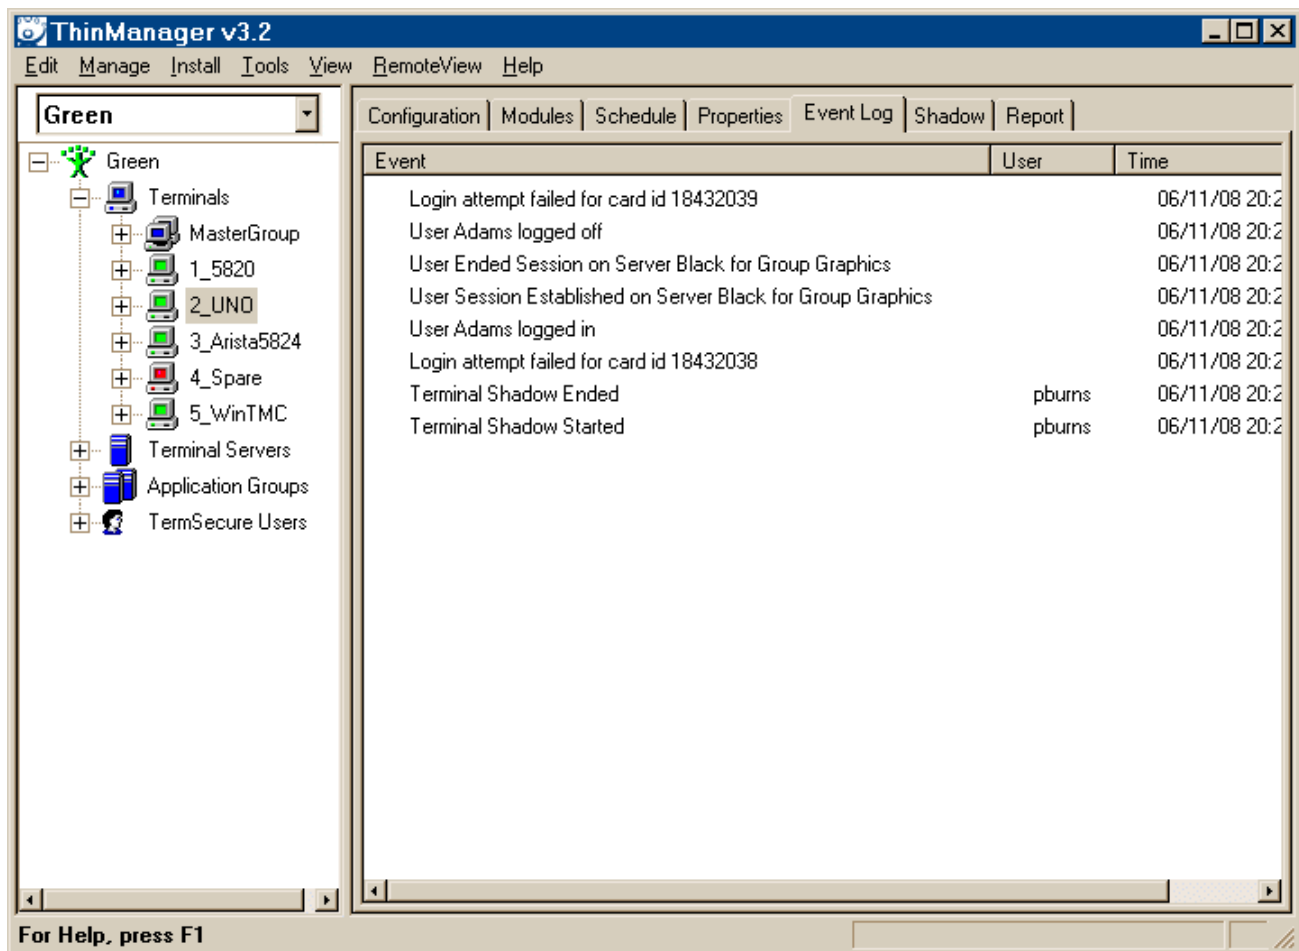 ThinManager v3.2
Edit Manage Install Tools View RemoteView Help
Green
Green
Terminals
MasterGroup
1_5820
2_UNO
3_Arista5824
4_Spare
5_WinTMC
Terminal Servers
Application Groups
TermSecure Users
Configuration Modules Schedule Properties Event Log Shadow Report
Event User Time
Login attempt failed for card id 18432039 06/11/08 20:2
User Adams logged off 06/11/08 20:2
User Ended Session on Server Black for Group Graphics 06/11/08 20:2
User Session Established on Server Black for Group Graphics 06/11/08 20:2
User Adams logged in 06/11/08 20:2
Login attempt failed for card id 18432038 06/11/08 20:2
Terminal Shadow Ended pburns 06/11/08 20:2
Terminal Shadow Started pburns 06/11/08 20:2
For Help, press F1